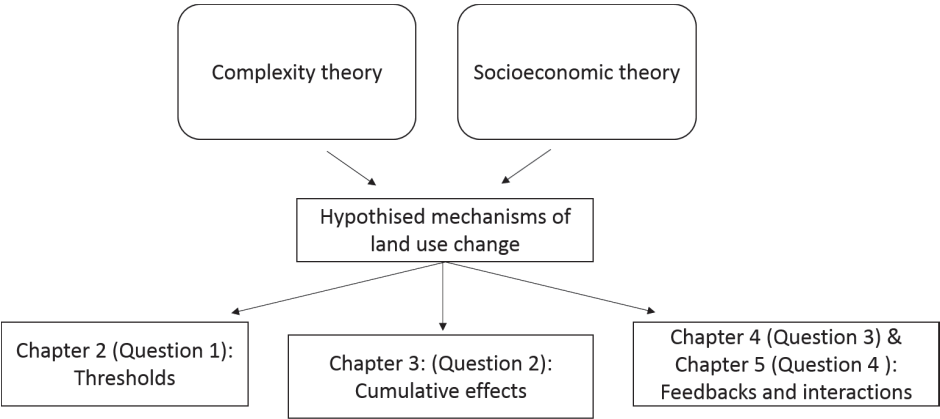 Complexity theory
Socioeconomic theory
Hypothised mechanisms of
land use change
Chapter 2 (Question 1):
Thresholds
Chapter 3: (Question 2):
Cumulative effects
Chapter 4 (Question 3) &
Chapter 5 (Question 4 ):
Feedbacks and interactions